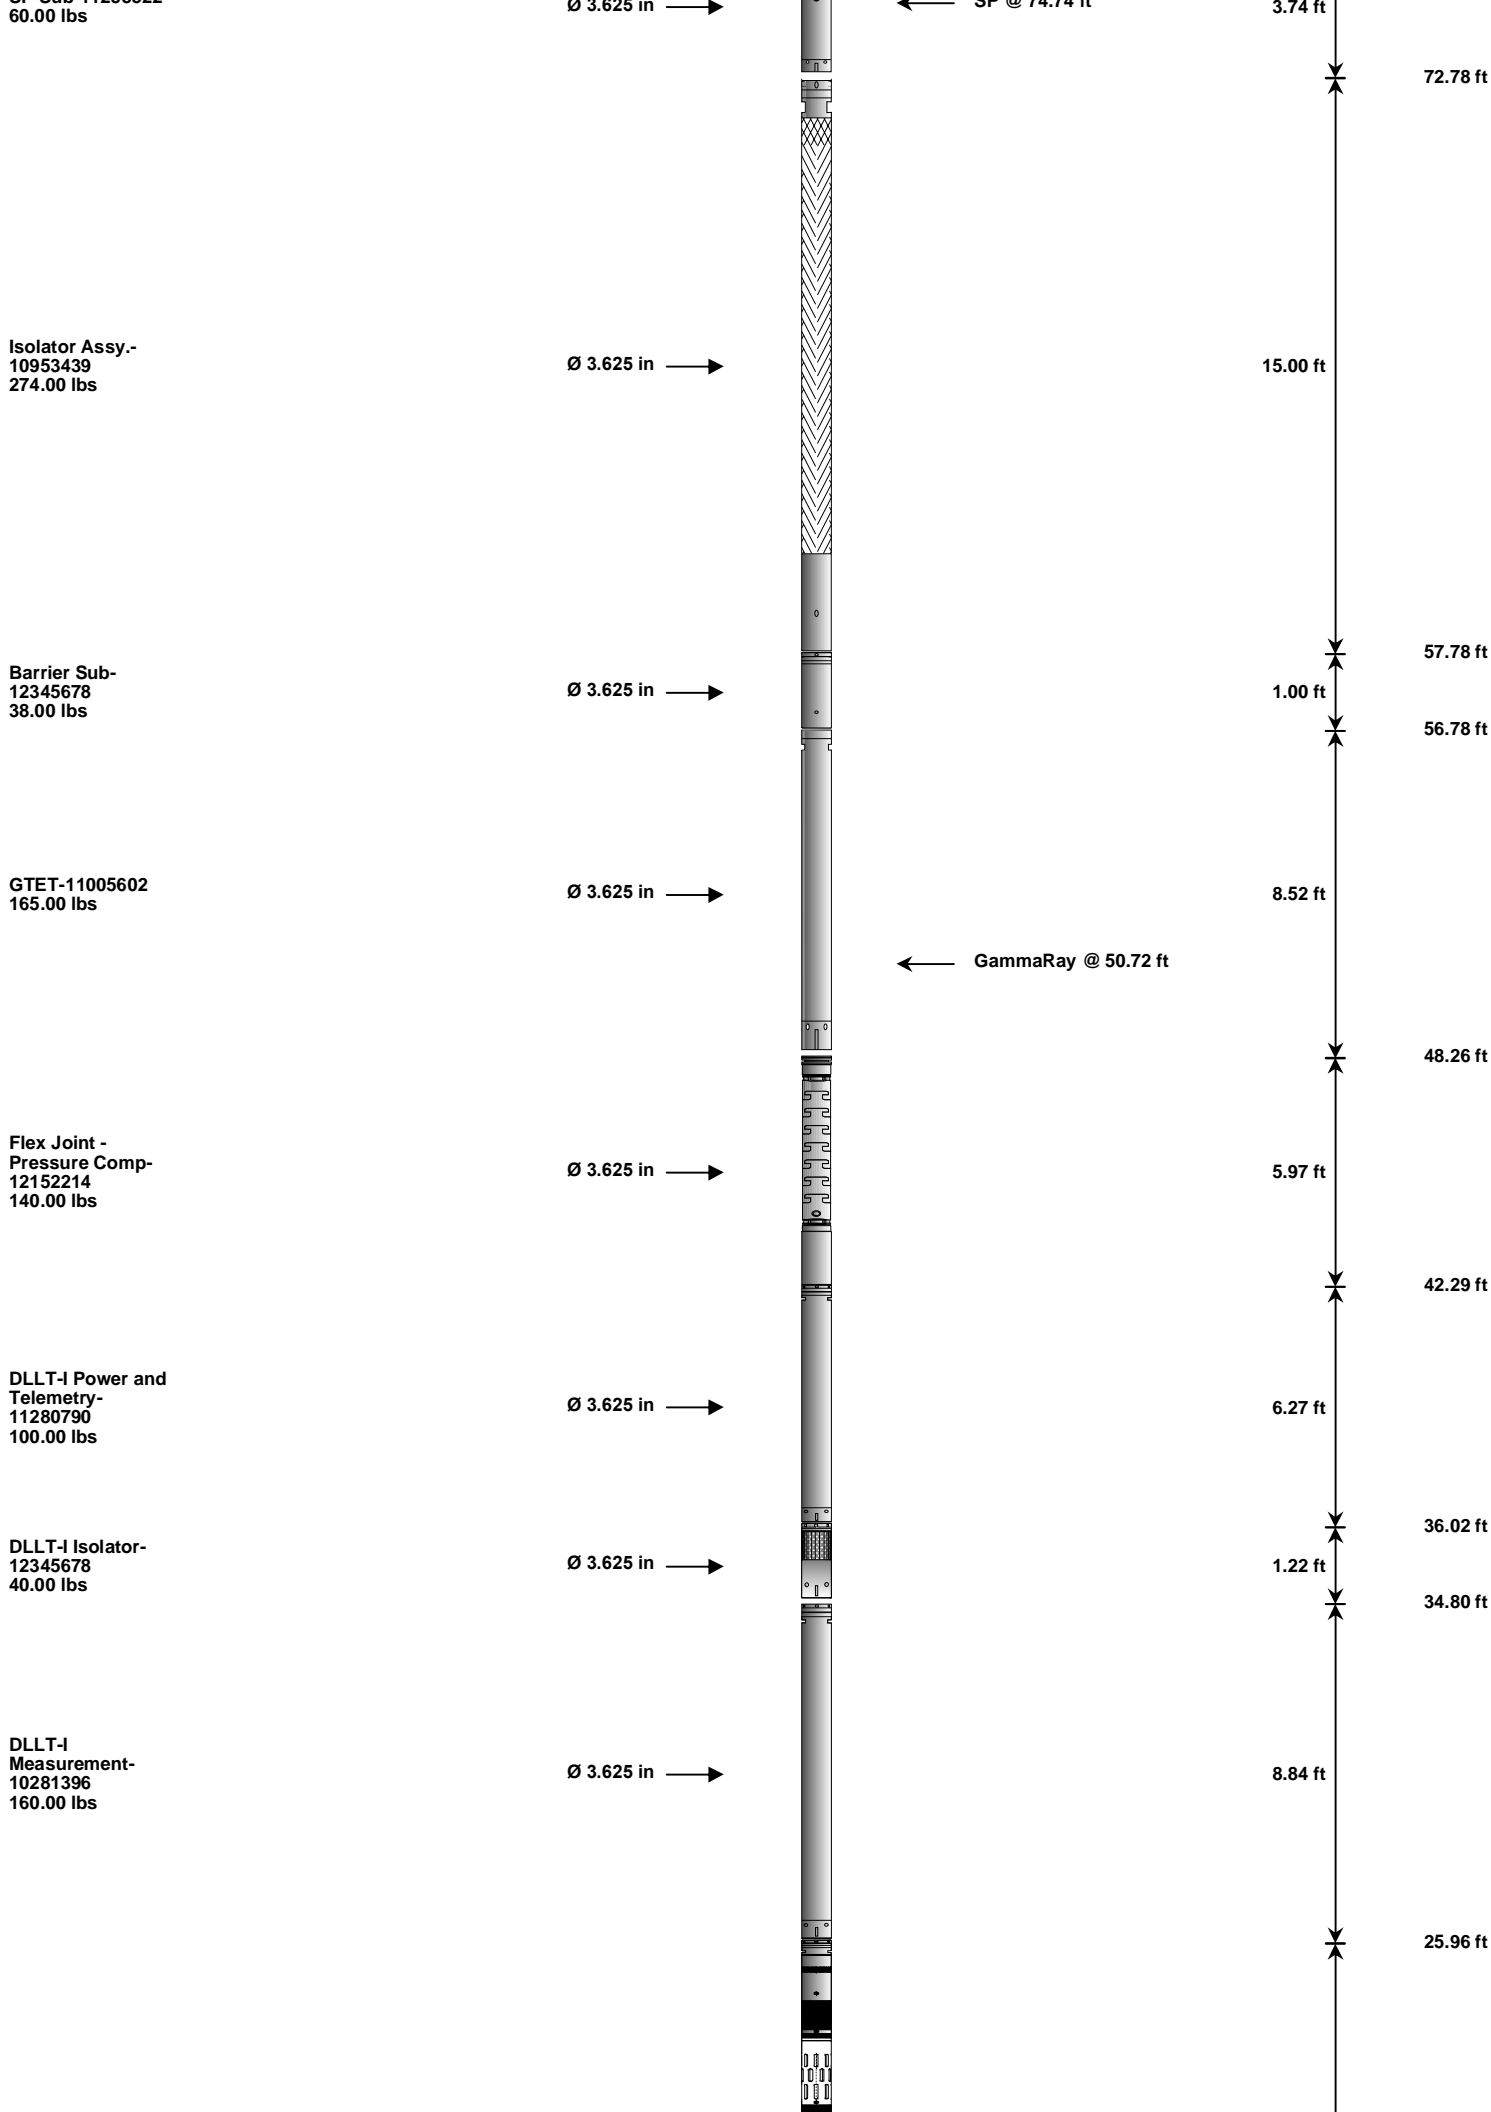 60.00 lbs
Ø 3.625 in
SP @ 74.74 ft
3.74 ft
72.78 ft
Isolator Assy.-
10953439
274.00 lbs
Ø 3.625 in
15.00 ft
57.78 ft
Barrier Sub-
12345678
38.00 lbs
Ø 3.625 in
1.00 ft
56.78 ft
GTET-11005602
165.00 lbs
Ø 3.625 in
8.52 ft
GammaRay @ 50.72 ft
48.26 ft
Flex Joint -
Pressure Comp-
12152214
140.00 lbs
Ø 3.625 in
5.97 ft
42.29 ft
DLLT-I Power and
Telemetry-
11280790
100.00 lbs
Ø 3.625 in
6.27 ft
36.02 ft
DLLT-I Isolator-
12345678
40.00 lbs
Ø 3.625 in
1.22 ft
34.80 ft
DLLT-I
Measurement-
10281396
160.00 lbs
Ø 3.625 in
8.84 ft
25.96 ft